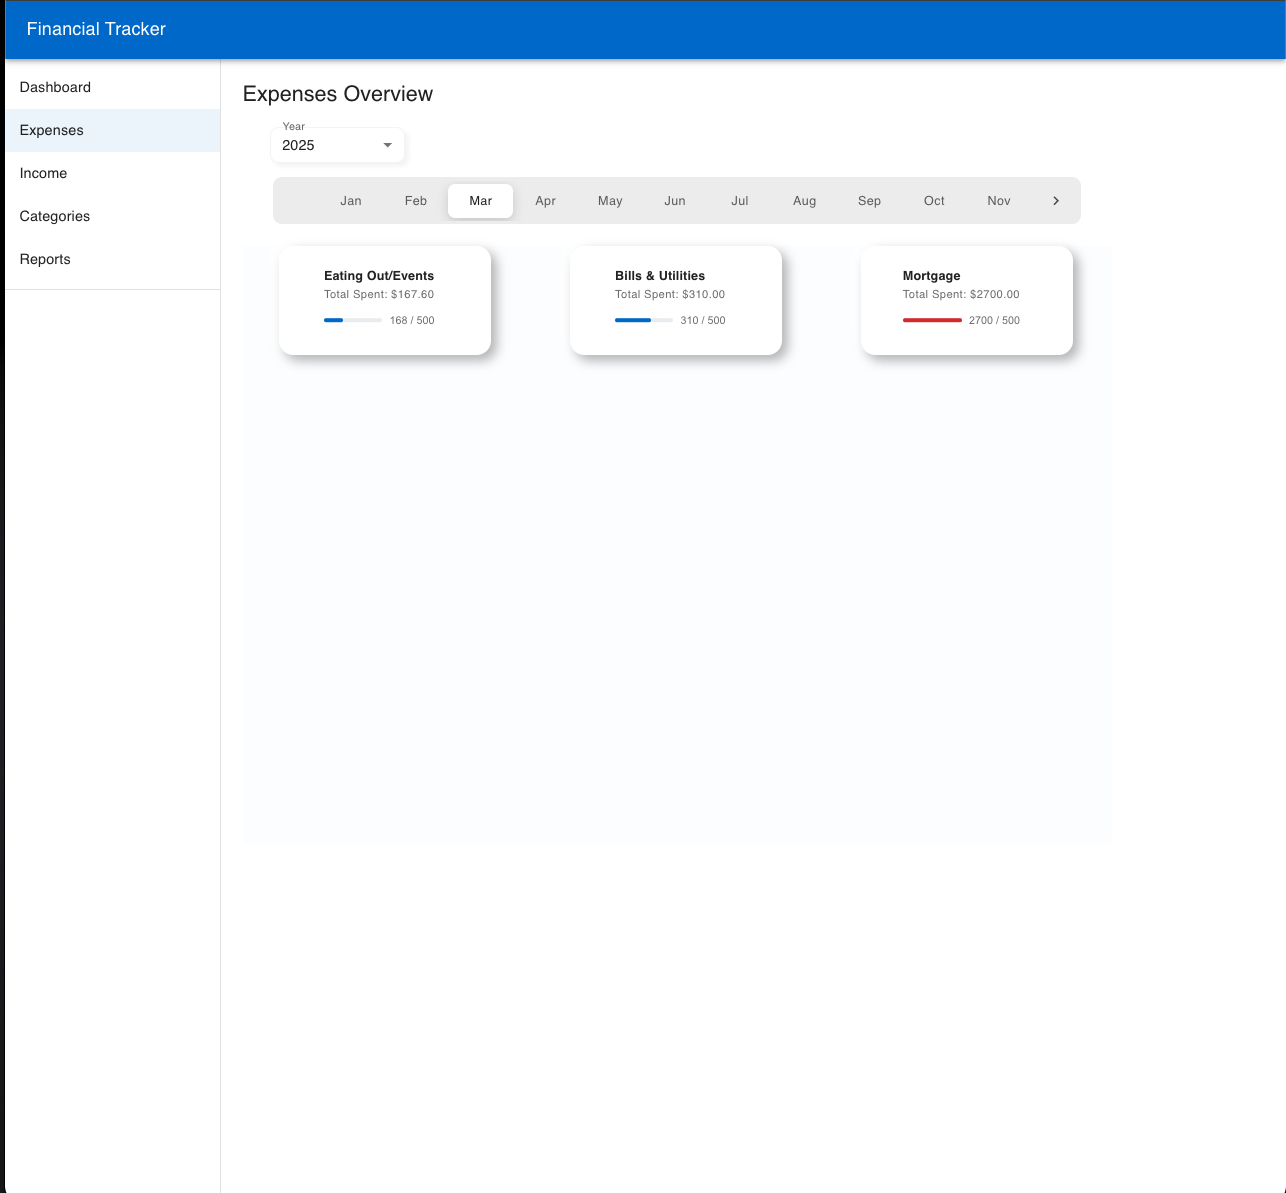 Financial Tracker
Dashboard
Expenses
Income
Categories
Reports
Expenses Overview
Year
2025
Jan Feb Mar Apr May Jun Jul Aug Sep Oct Nov
Eating Out/Events
Total Spent: $167.60
168 / 500
Bills & Utilities
Total Spent: $310.00
310 / 500
Mortgage
Total Spent: $2700.00
2700 / 500